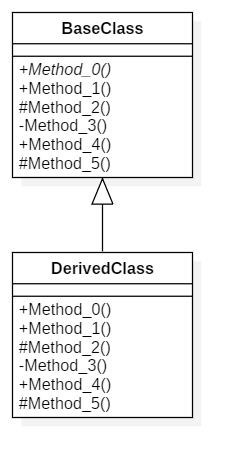 BaseClass
+Method_0()
+Method_1()
#Method_2()
-Method_3()
+Method_4()
#Method_5()
DerivedClass
+Method_0()
+Method_1()
#Method_2()
-Method_3()
+Method_4()
#Method_5()